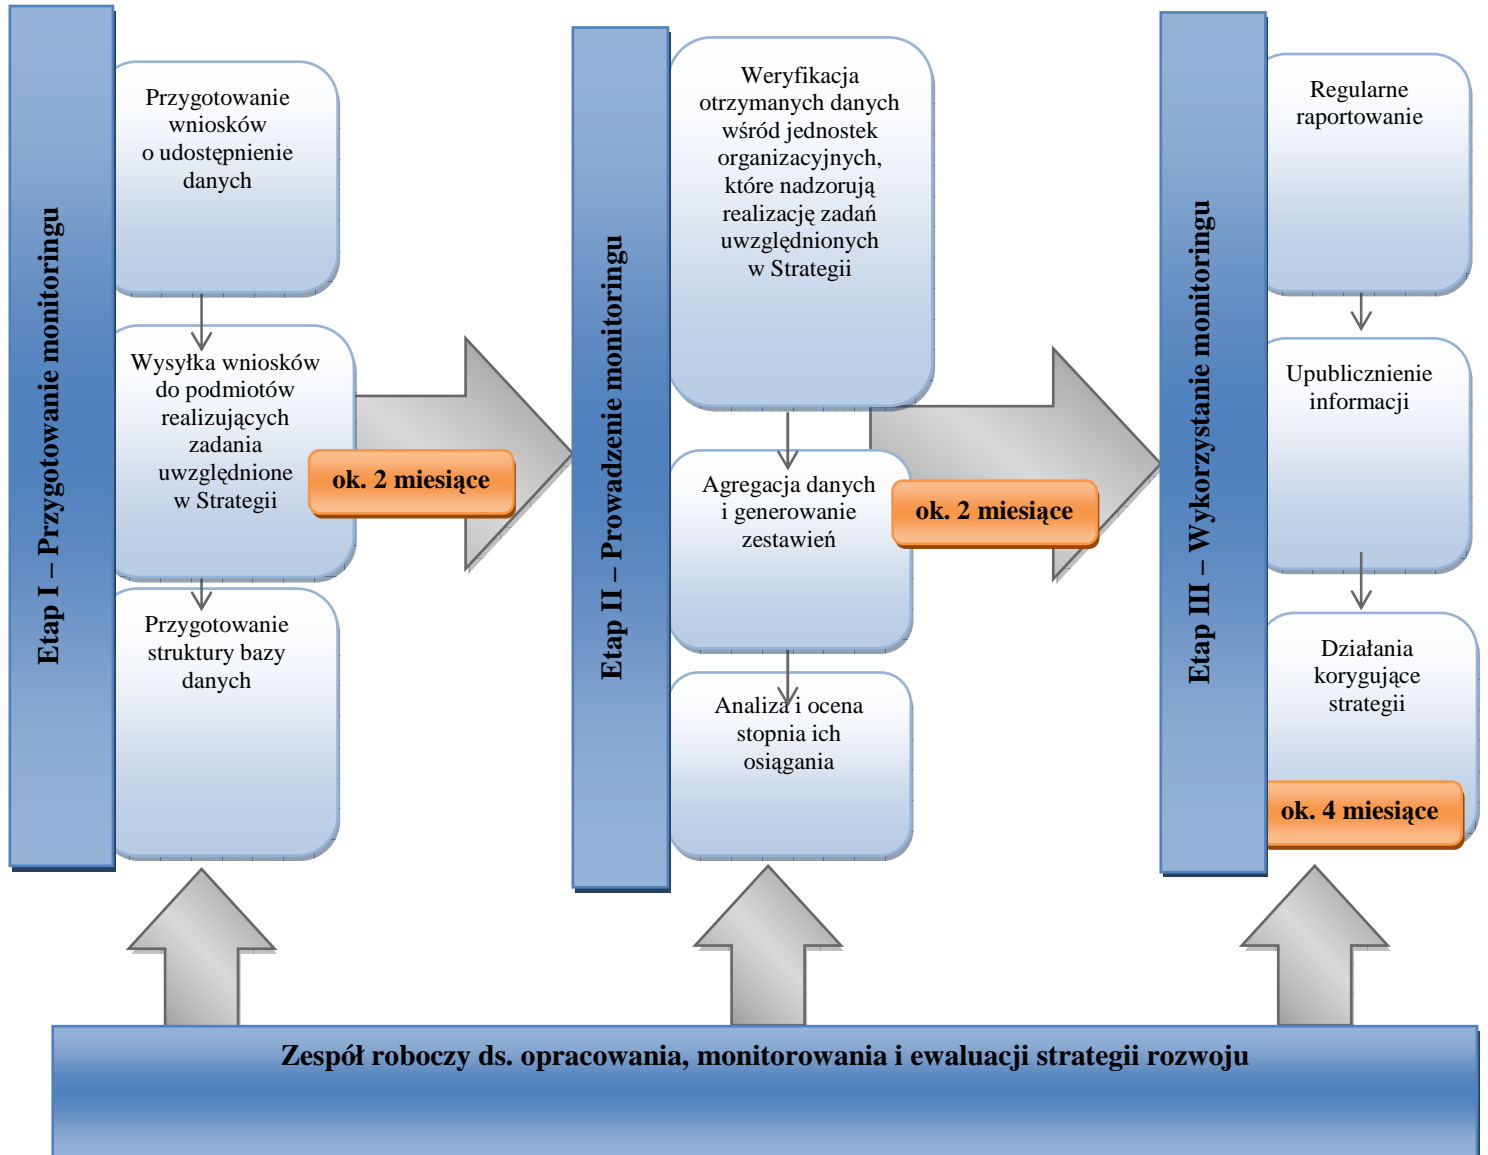 Etap I – Przygotowanie monitoringu
Przygotowanie
wniosków
o udostępnienie
danych
Wysyłka wniosków
do podmiotów
realizujących
zadania
uwzględnione
w Strategii
ok. 2 miesiące
Przygotowanie
struktury bazy
danych
Etap II – Prowadzenie monitoringu
Weryfikacja
otrzymanych danych
wśród jednostek
organizacyjnych,
które nadzorują
realizację zadań
uwzględnionych
w Strategii
Agregacja danych
i generowanie
zestawień
ok. 2 miesiące
Analiza i ocena
stopnia ich
osiągania
Etap III – Wykorzystanie monitoringu
Regularne
raportowanie
Upublicznienie
informacji
Działania
korygujące
strategii
ok. 4 miesiące
Zespół roboczy ds. opracowania, monitorowania i ewaluacji strategii rozwoju